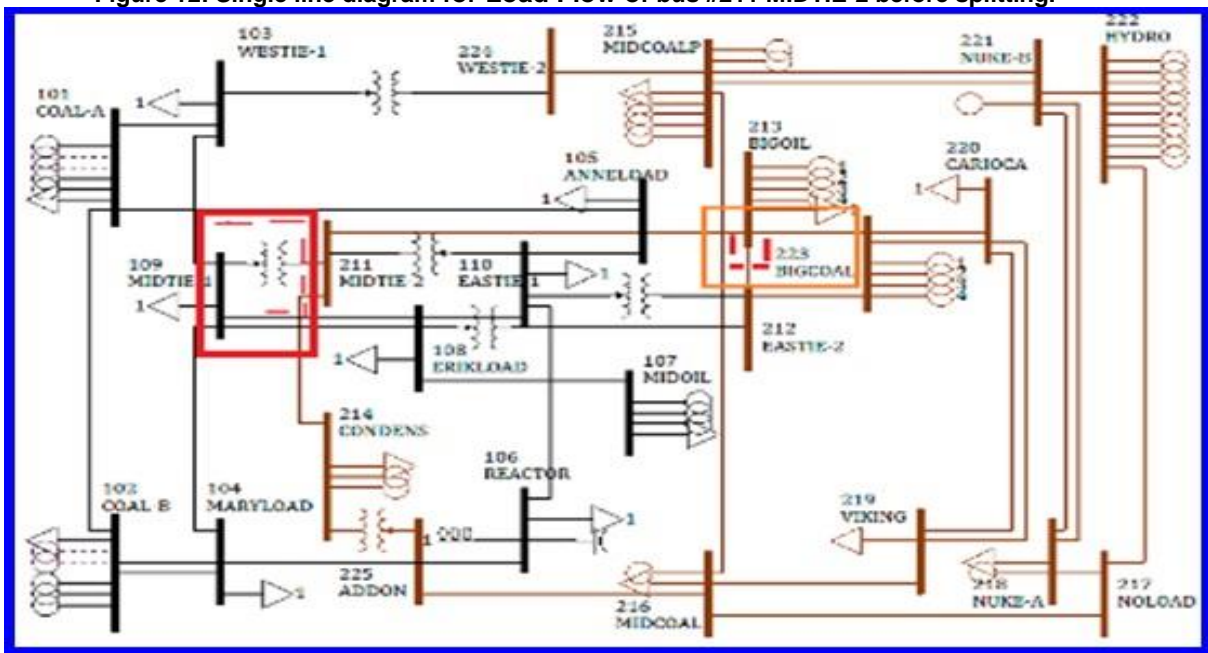 Figure 12: Single line diagram for Load Flow of bus #211 MIDTIE-2 before splitting.
103
WESTIE-1
224
WESTIE-2
215
MIDCOALP
221
NUKE-B
222
HYDRO
101
COAL-A
1
213
BIGOIL
220
CARIOCA
105
ANNELOAD
1
1
109
MIDTIE-1
211
MIDTIE 2
110
EASTIE 1
223
BIGCOAL
1
1
212
EASTIE-2
108
ERIKLOAD
1
107
MIDOIL
214
CONDENS
106
REACTOR
102
COAL-B
104
MARYLOAD
219
VIKING
1
1
1
225
ADDON
216
MIDCOAL
218
NUKE-A
217
NOLOAD